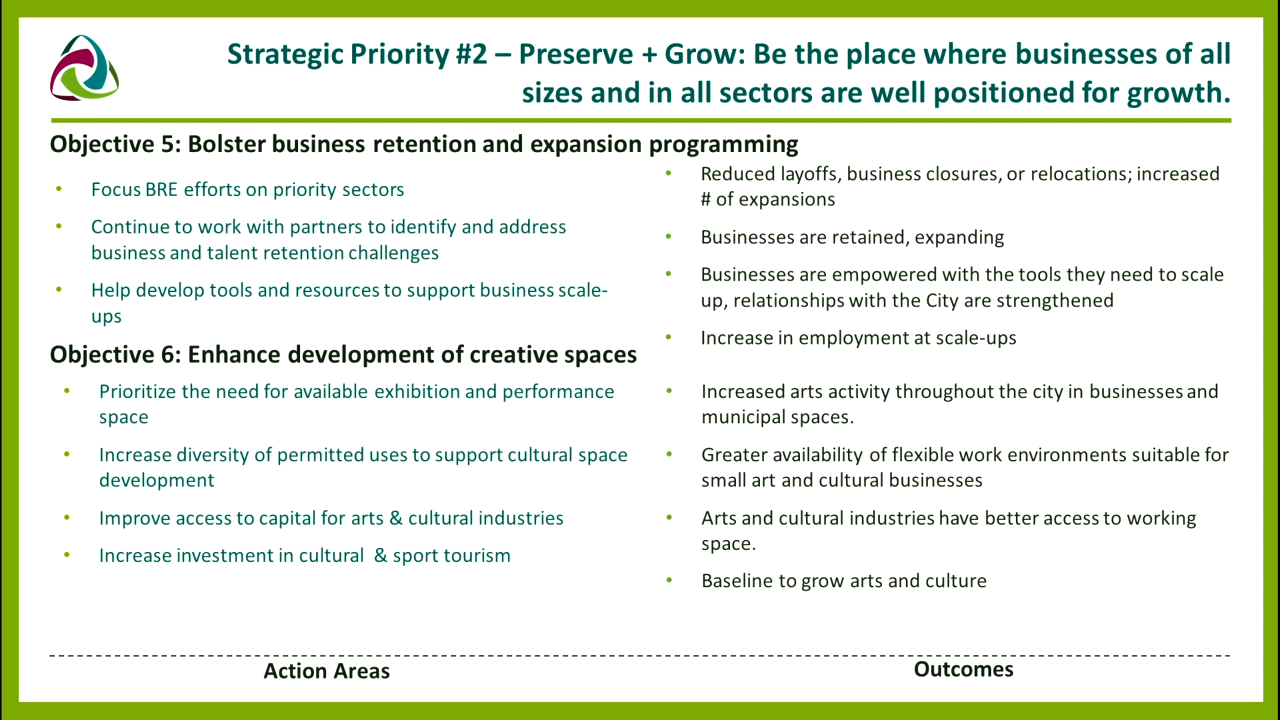 Strategic Priority #2 – Preserve + Grow: Be the place where businesses of all
sizes and in all sectors are well positioned for growth.
Objective 5: Bolster business retention and expansion programming
• Focus BRE efforts on priority sectors
• Continue to work with partners to identify and address
business and talent retention challenges
• Help develop tools and resources to support business scale-
ups
• Reduced layoffs, business closures, or relocations; increased
# of expansions
• Businesses are retained, expanding
• Businesses are empowered with the tools they need to scale
up, relationships with the City are strengthened
• Increase in employment at scale-ups
Objective 6: Enhance development of creative spaces
• Prioritize the need for available exhibition and performance
space
• Increase diversity of permitted uses to support cultural space
development
• Improve access to capital for arts & cultural industries
• Increase investment in cultural & sport tourism
• Increased arts activity throughout the city in businesses and
municipal spaces.
• Greater availability of flexible work environments suitable for
small art and cultural businesses
• Arts and cultural industries have better access to working
space.
• Baseline to grow arts and culture
Action Areas
Outcomes